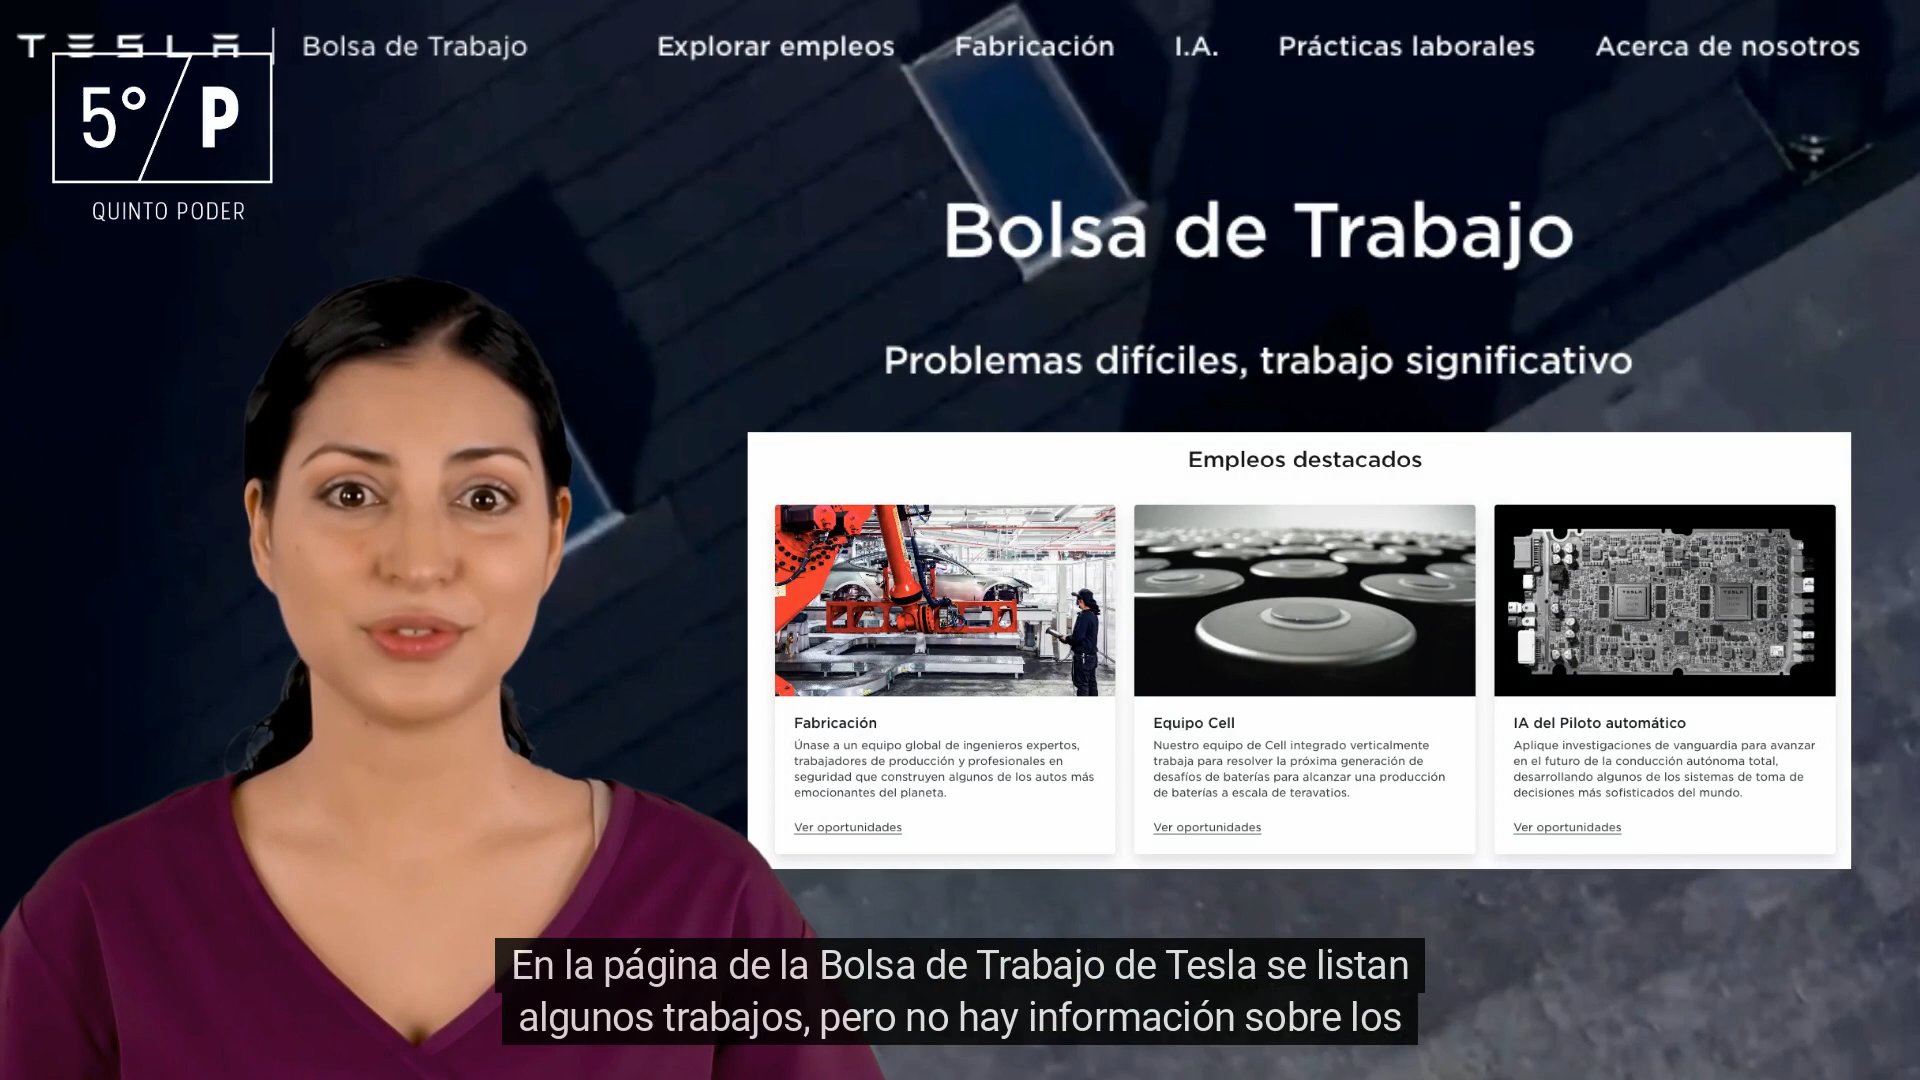 TESLA
Bolsa de Trabajo
Explorar empleos
Fabricación
I.A.
Prácticas laborales
Acerca de nosotros
5°/P
QUINTO PODER
Bolsa de Trabajo
Problemas difíciles, trabajo significativo
Empleos destacados
Fabricación
Únase a un equipo global de ingenieros expertos,
trabajadores de producción y profesionales en
seguridad que construyen algunos de los autos más
emocionantes del planeta.
Ver oportunidades
TESLA
TESLA
Equipo Cell
Nuestro equipo de Cell integrado verticalmente
trabaja para resolver la próxima generación de
desafíos de baterías para alcanzar una producción
de baterías a escala de teravatios.
Ver oportunidades
IA del Piloto automático
Aplique investigaciones de vanguardia para avanzar
en el futuro de la conducción autónoma total,
desarrollando algunos de los sistemas de toma de
decisiones más sofisticados del mundo.
Ver oportunidades
En la página de la Bolsa de Trabajo de Tesla se listan
algunos trabajos, pero no hay información sobre los